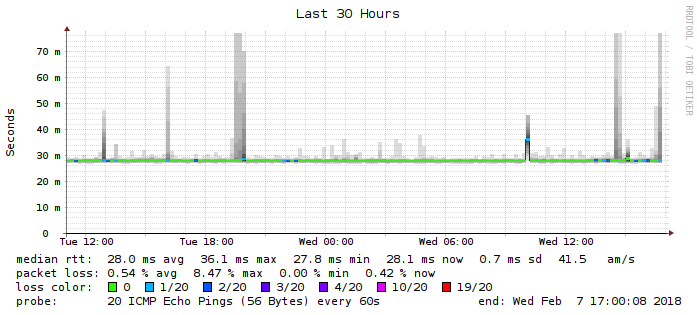 Last 30 Hours
RRDTOOL / TOBI OETIKER
Seconds
70 m
60 m
50 m
40 m
30 m
20 m
10 m
0
Tue 12:00 Tue 18:00 Wed 00:00 Wed 06:00 Wed 12:00
median rtt: 28.0 ms avg 36.1 ms max 27.8 ms min 28.1 ms now 0.7 ms sd 41.5 am/s
packet loss: 0.54 % avg 8.47 % max 0.00 % min 0.42 % now
loss color: 0 1/20 2/20 3/20 4/20 10/20 19/20
probe: 20 ICMP Echo Pings (56 Bytes) every 60s end: Wed Feb 7 17:00:08 2018